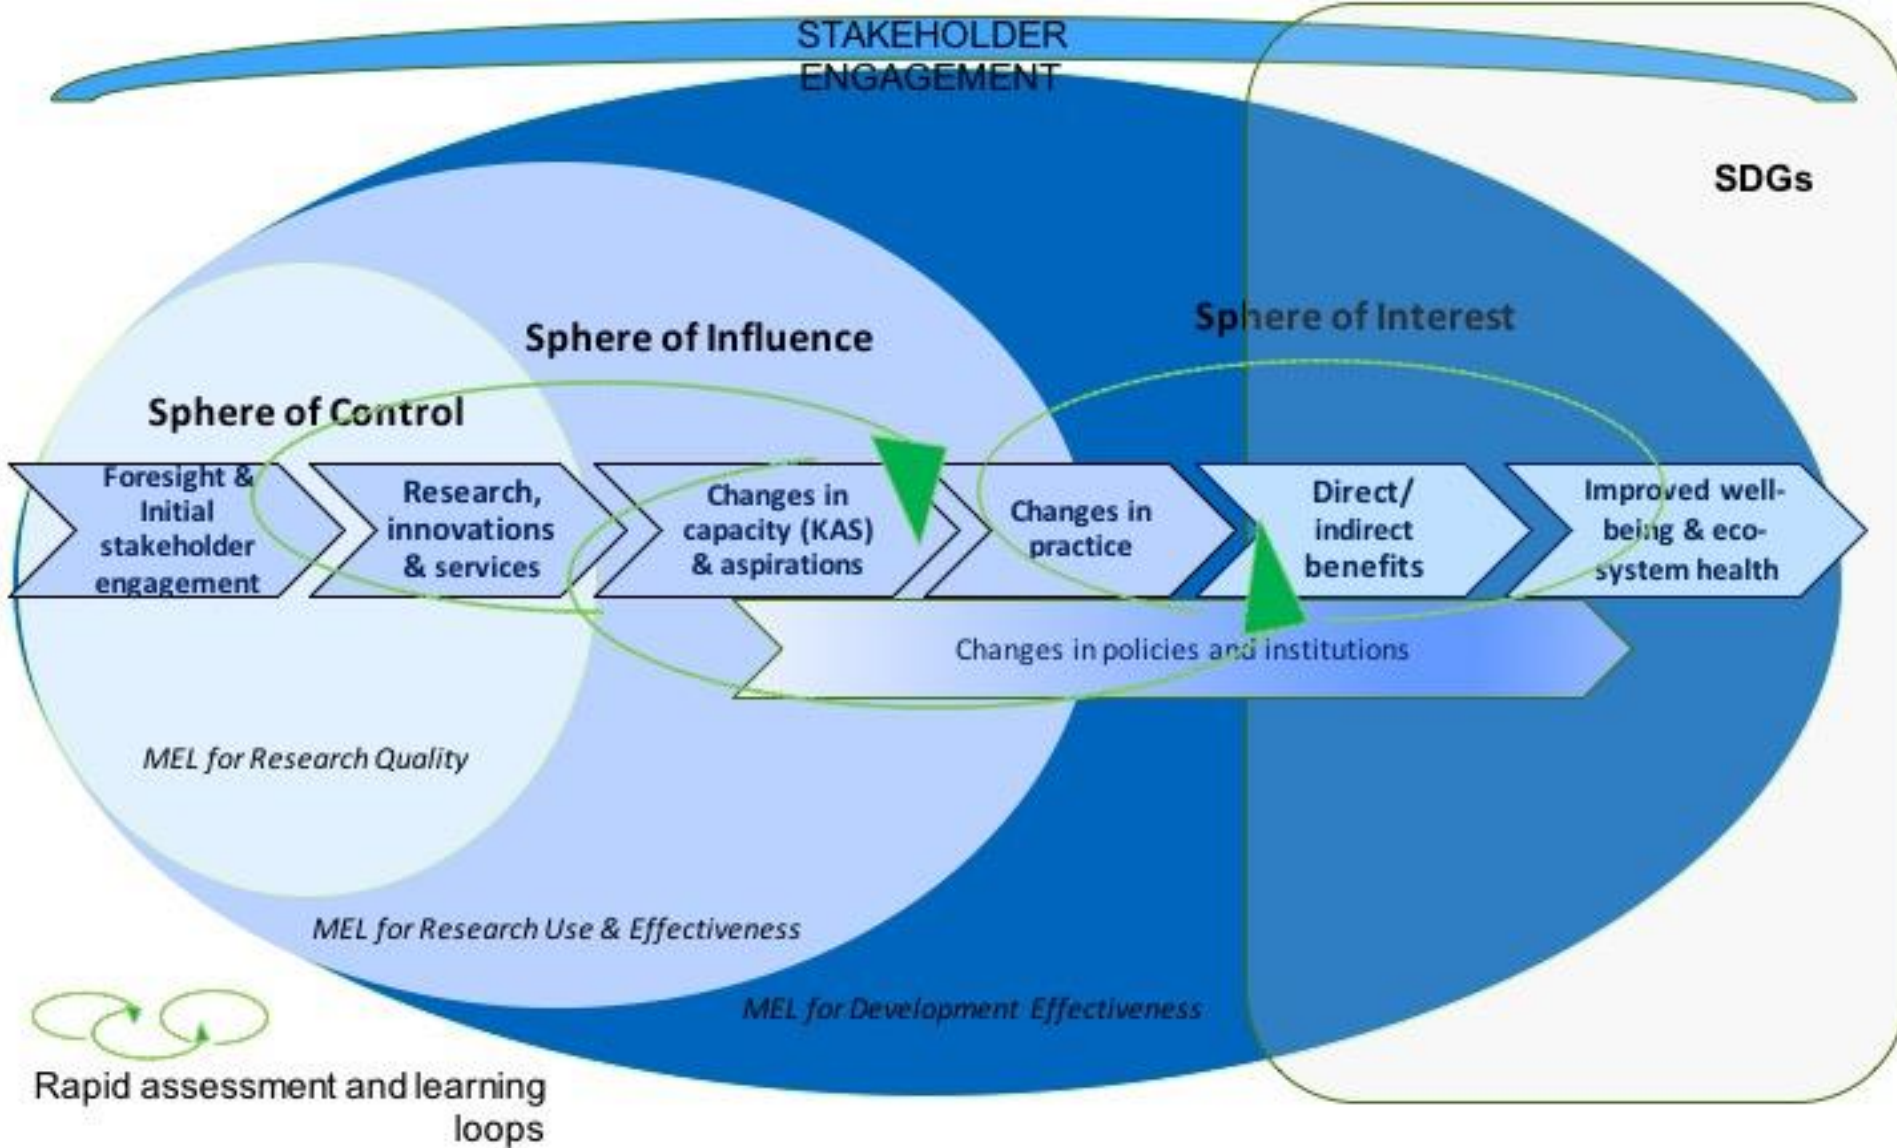 STAKEHOLDER
ENGAGEMENT
SDGs
Sphere of Interest
Sphere of Influence
Sphere of Control
Foresight &
Initial
stakeholder
engagement
Research,
innovations
& services
Changes in
capacity (KAS)
& aspirations
Changes in
practice
Direct/
indirect
benefits
Improved well-
being & eco-
system health
Changes in policies and institutions
MEL for Research Quality
MEL for Research Use & Effectiveness
MEL for Development Effectiveness
Rapid assessment and learning
loops